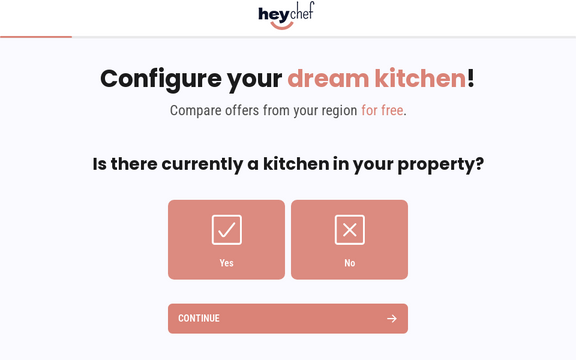 heychef
Configure your dream kitchen!
Compare offers from your region for free.
Is there currently a kitchen in your property?
Yes
No
CONTINUE